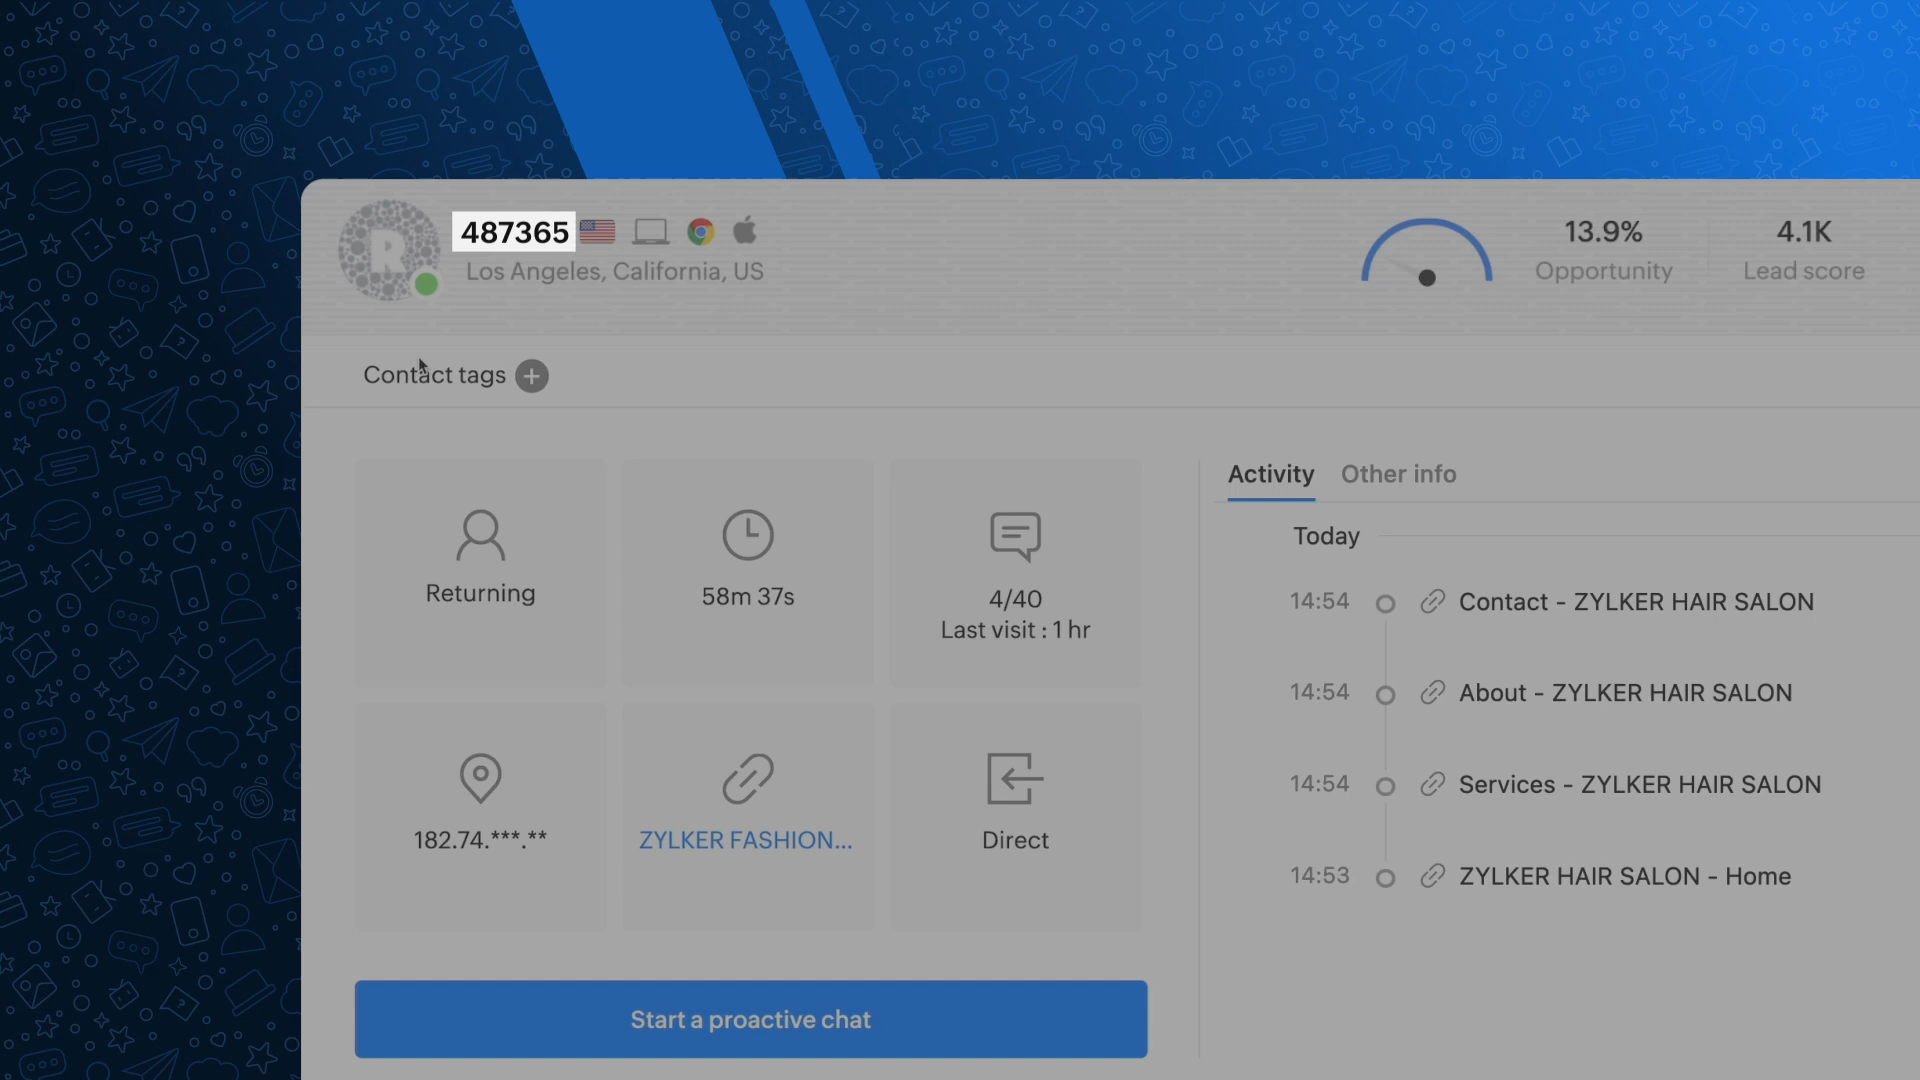 R
487365
Los Angeles, California, US
13.9%
Opportunity
4.1K
Lead score
Contact tags
Returning
58m 37s
4/40
Last visit : 1 hr
182.74.***.**
ZYLKER FASHION...
Direct
Start a proactive chat
Activity
Other info
Today
14:54 Contact - ZYLKER HAIR SALON
14:54 About - ZYLKER HAIR SALON
14:54 Services - ZYLKER HAIR SALON
14:53 ZYLKER HAIR SALON - Home